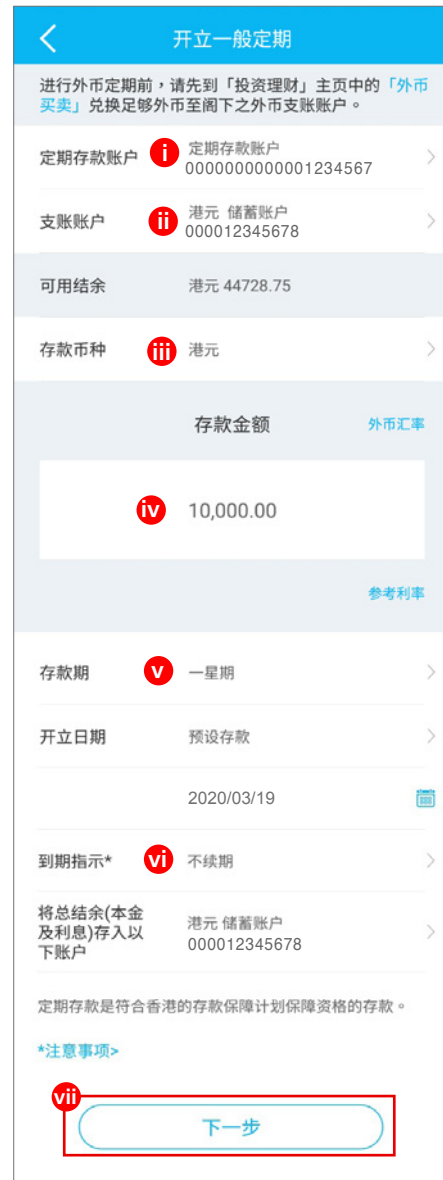 开立一般定期
进行外币定期前，请先到「投资理财」主页中的「外币
买卖」兑换足够外币至阁下之外币支账账户。
定期存款账户 i 定期存款账户
0000000000001234567
支账账户 ii 港元 储蓄账户
000012345678
可用结余 港元 44728.75
存款币种 iii 港元
存款金额 外币汇率
iv 10,000.00
参考利率
存款期 v 一星期
开立日期 预设存款
2020/03/19
到期指示* vi 不续期
将总结余(本金
及利息)存入以
下账户
港元 储蓄账户
000012345678
定期存款是符合香港的存款保障计划保障资格的存款。
*注意事项>
vii
下一步